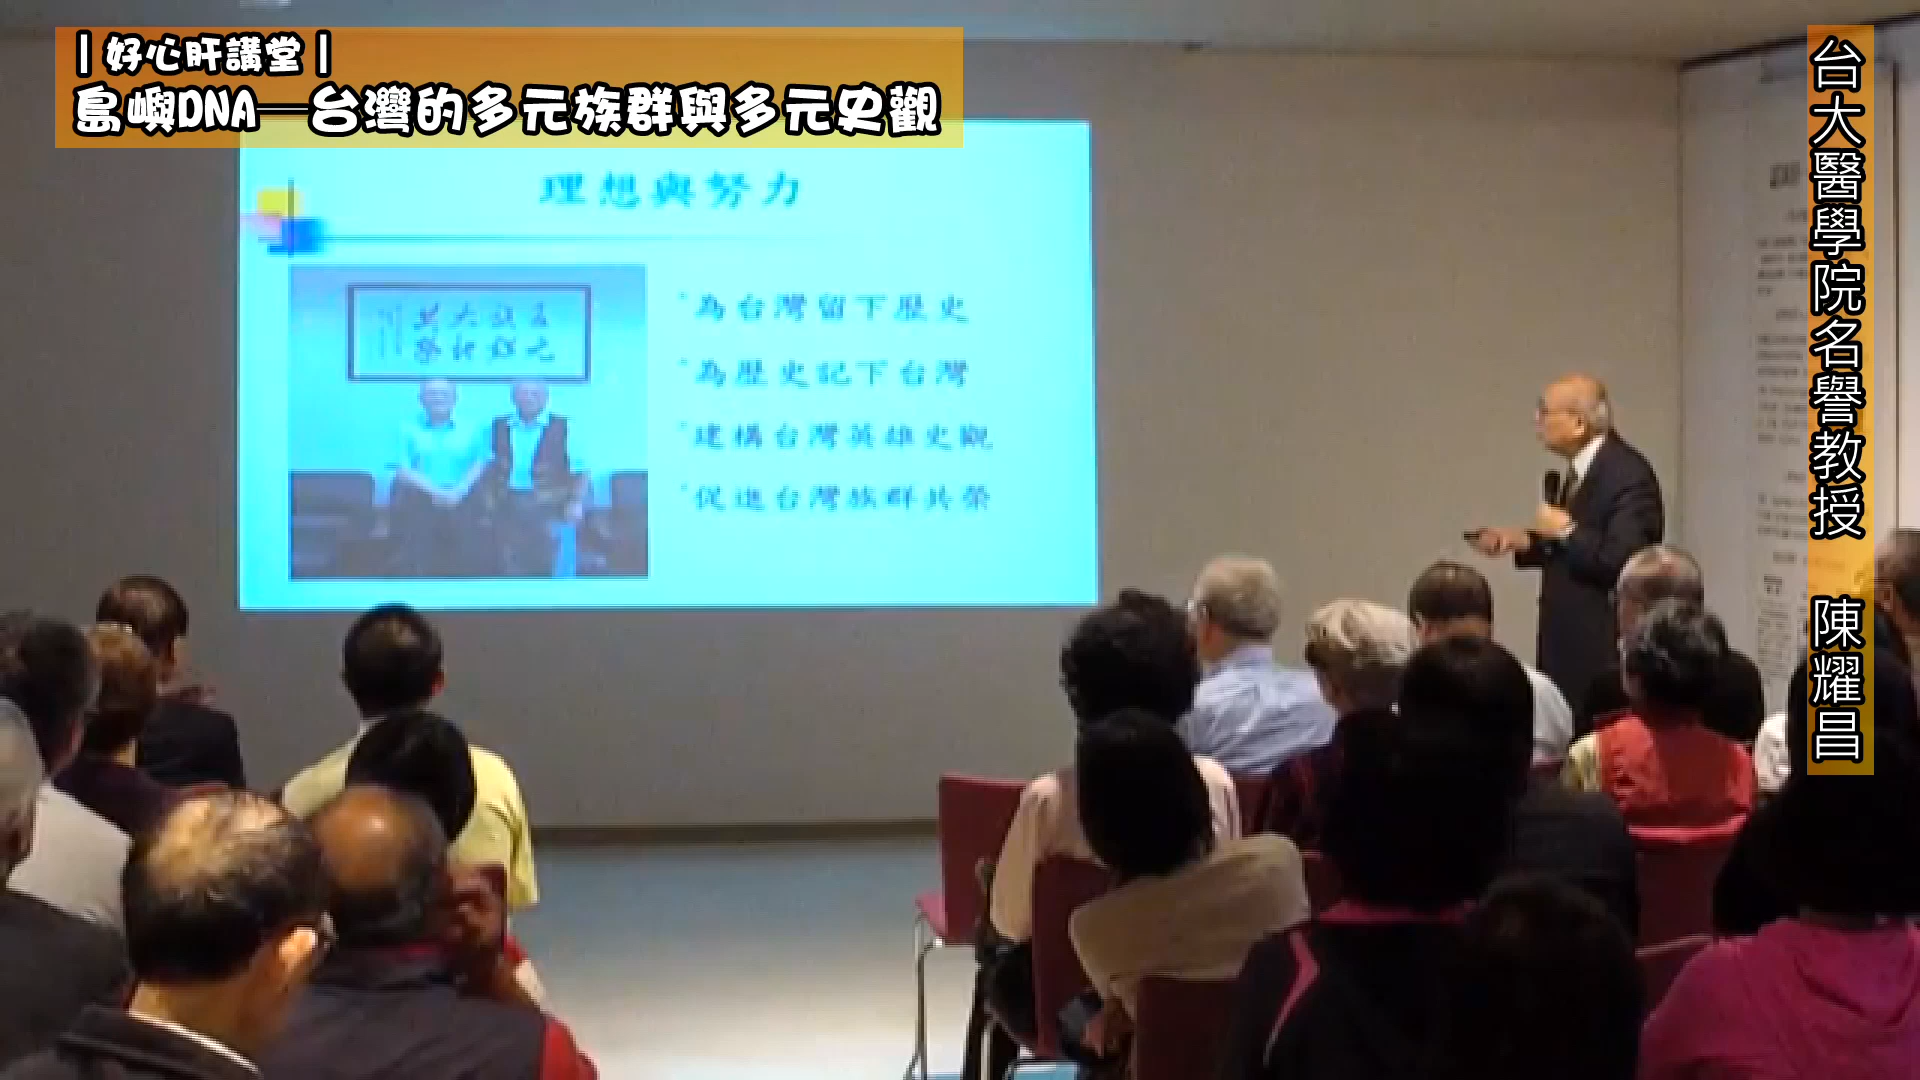 |好心肝講堂|
島嶼DNA—台灣的多元族群與多元史觀
理想與努力
為台灣留下歷史
為歷史記下台灣
建構台灣英雄史觀
促進台灣族群共榮
台大醫學院名譽教授 陳耀昌